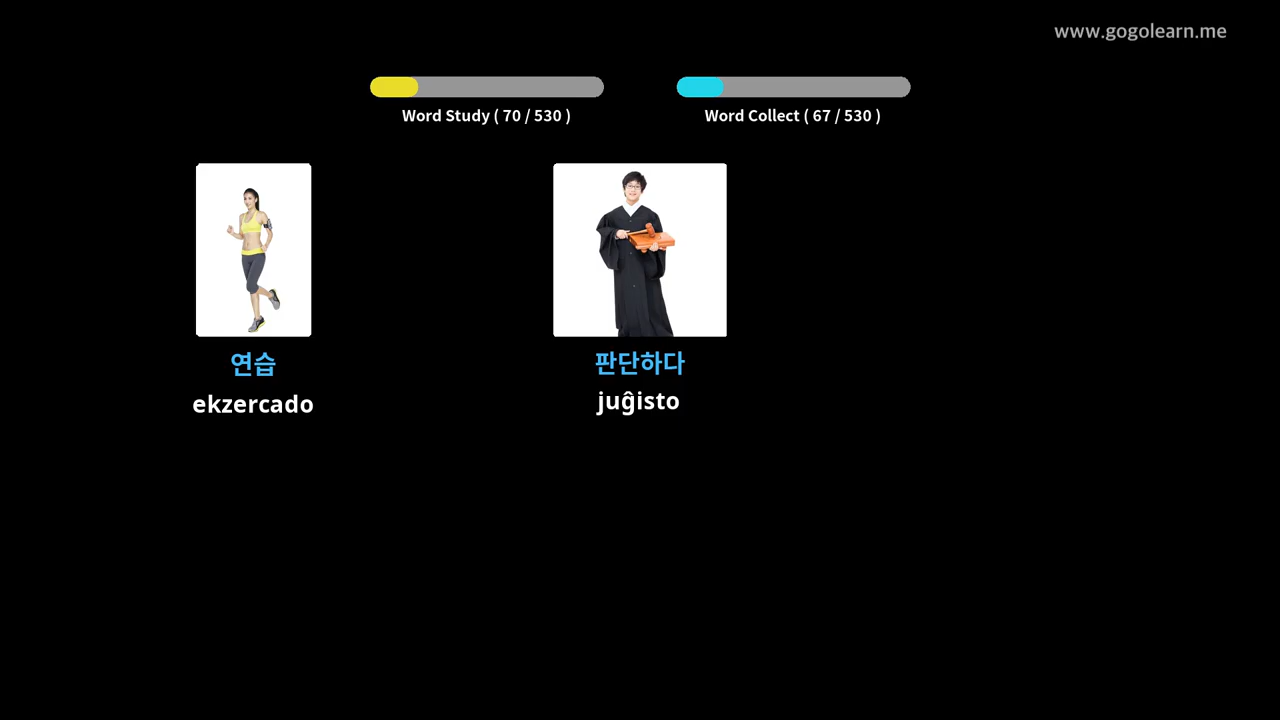 www.gogolearn.me
Word Study ( 70 / 530 )
Word Collect ( 67 / 530 )
연습
판단하다
ekzercado
juĝisto